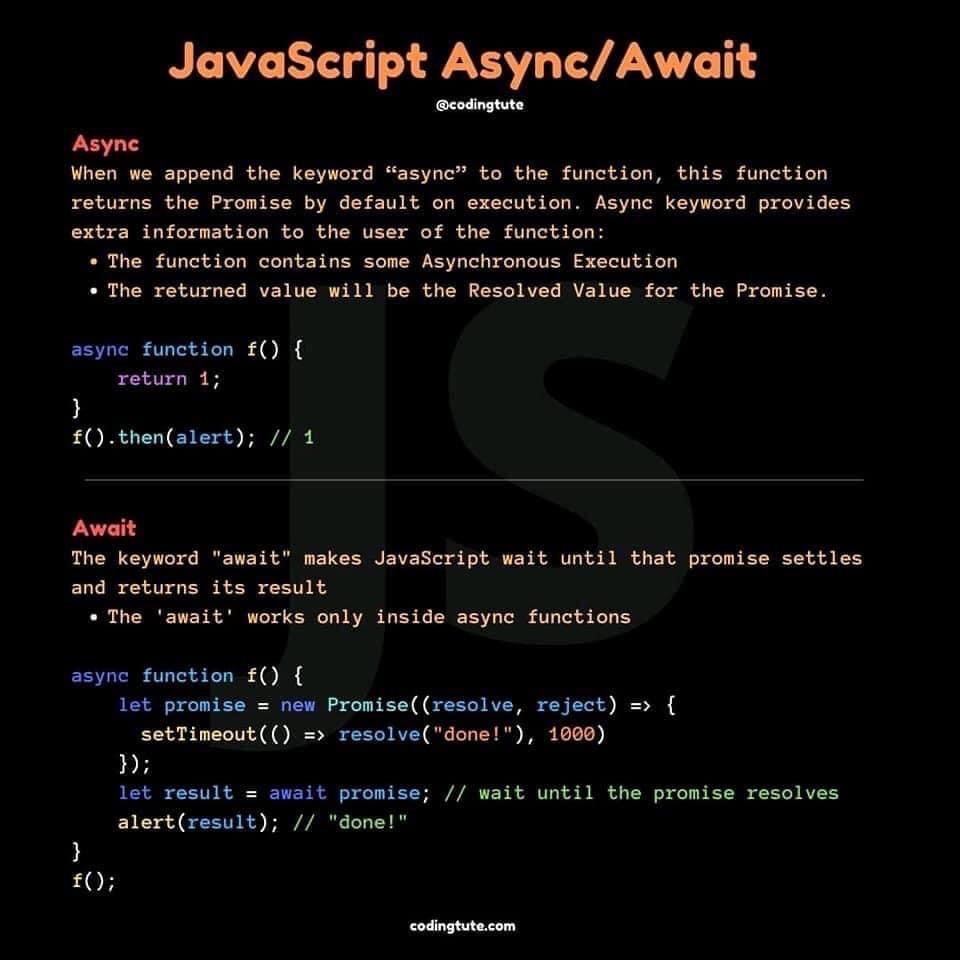 JavaScript Async/Await
@codingtute
Async
When we append the keyword “async” to the function, this function
returns the Promise by default on execution. Async keyword provides
extra information to the user of the function:
• The function contains some Asynchronous Execution
• The returned value will be the Resolved Value for the Promise.
async function f() {
    return 1;
}
f().then(alert); // 1
Await
The keyword "await" makes JavaScript wait until that promise settles
and returns its result
• The 'await' works only inside async functions
async function f() {
    let promise = new Promise((resolve, reject) => {
      setTimeout(() => resolve("done!"), 1000)
    });
    let result = await promise; // wait until the promise resolves
    alert(result); // "done!"
}
f();
codingtute.com
JS